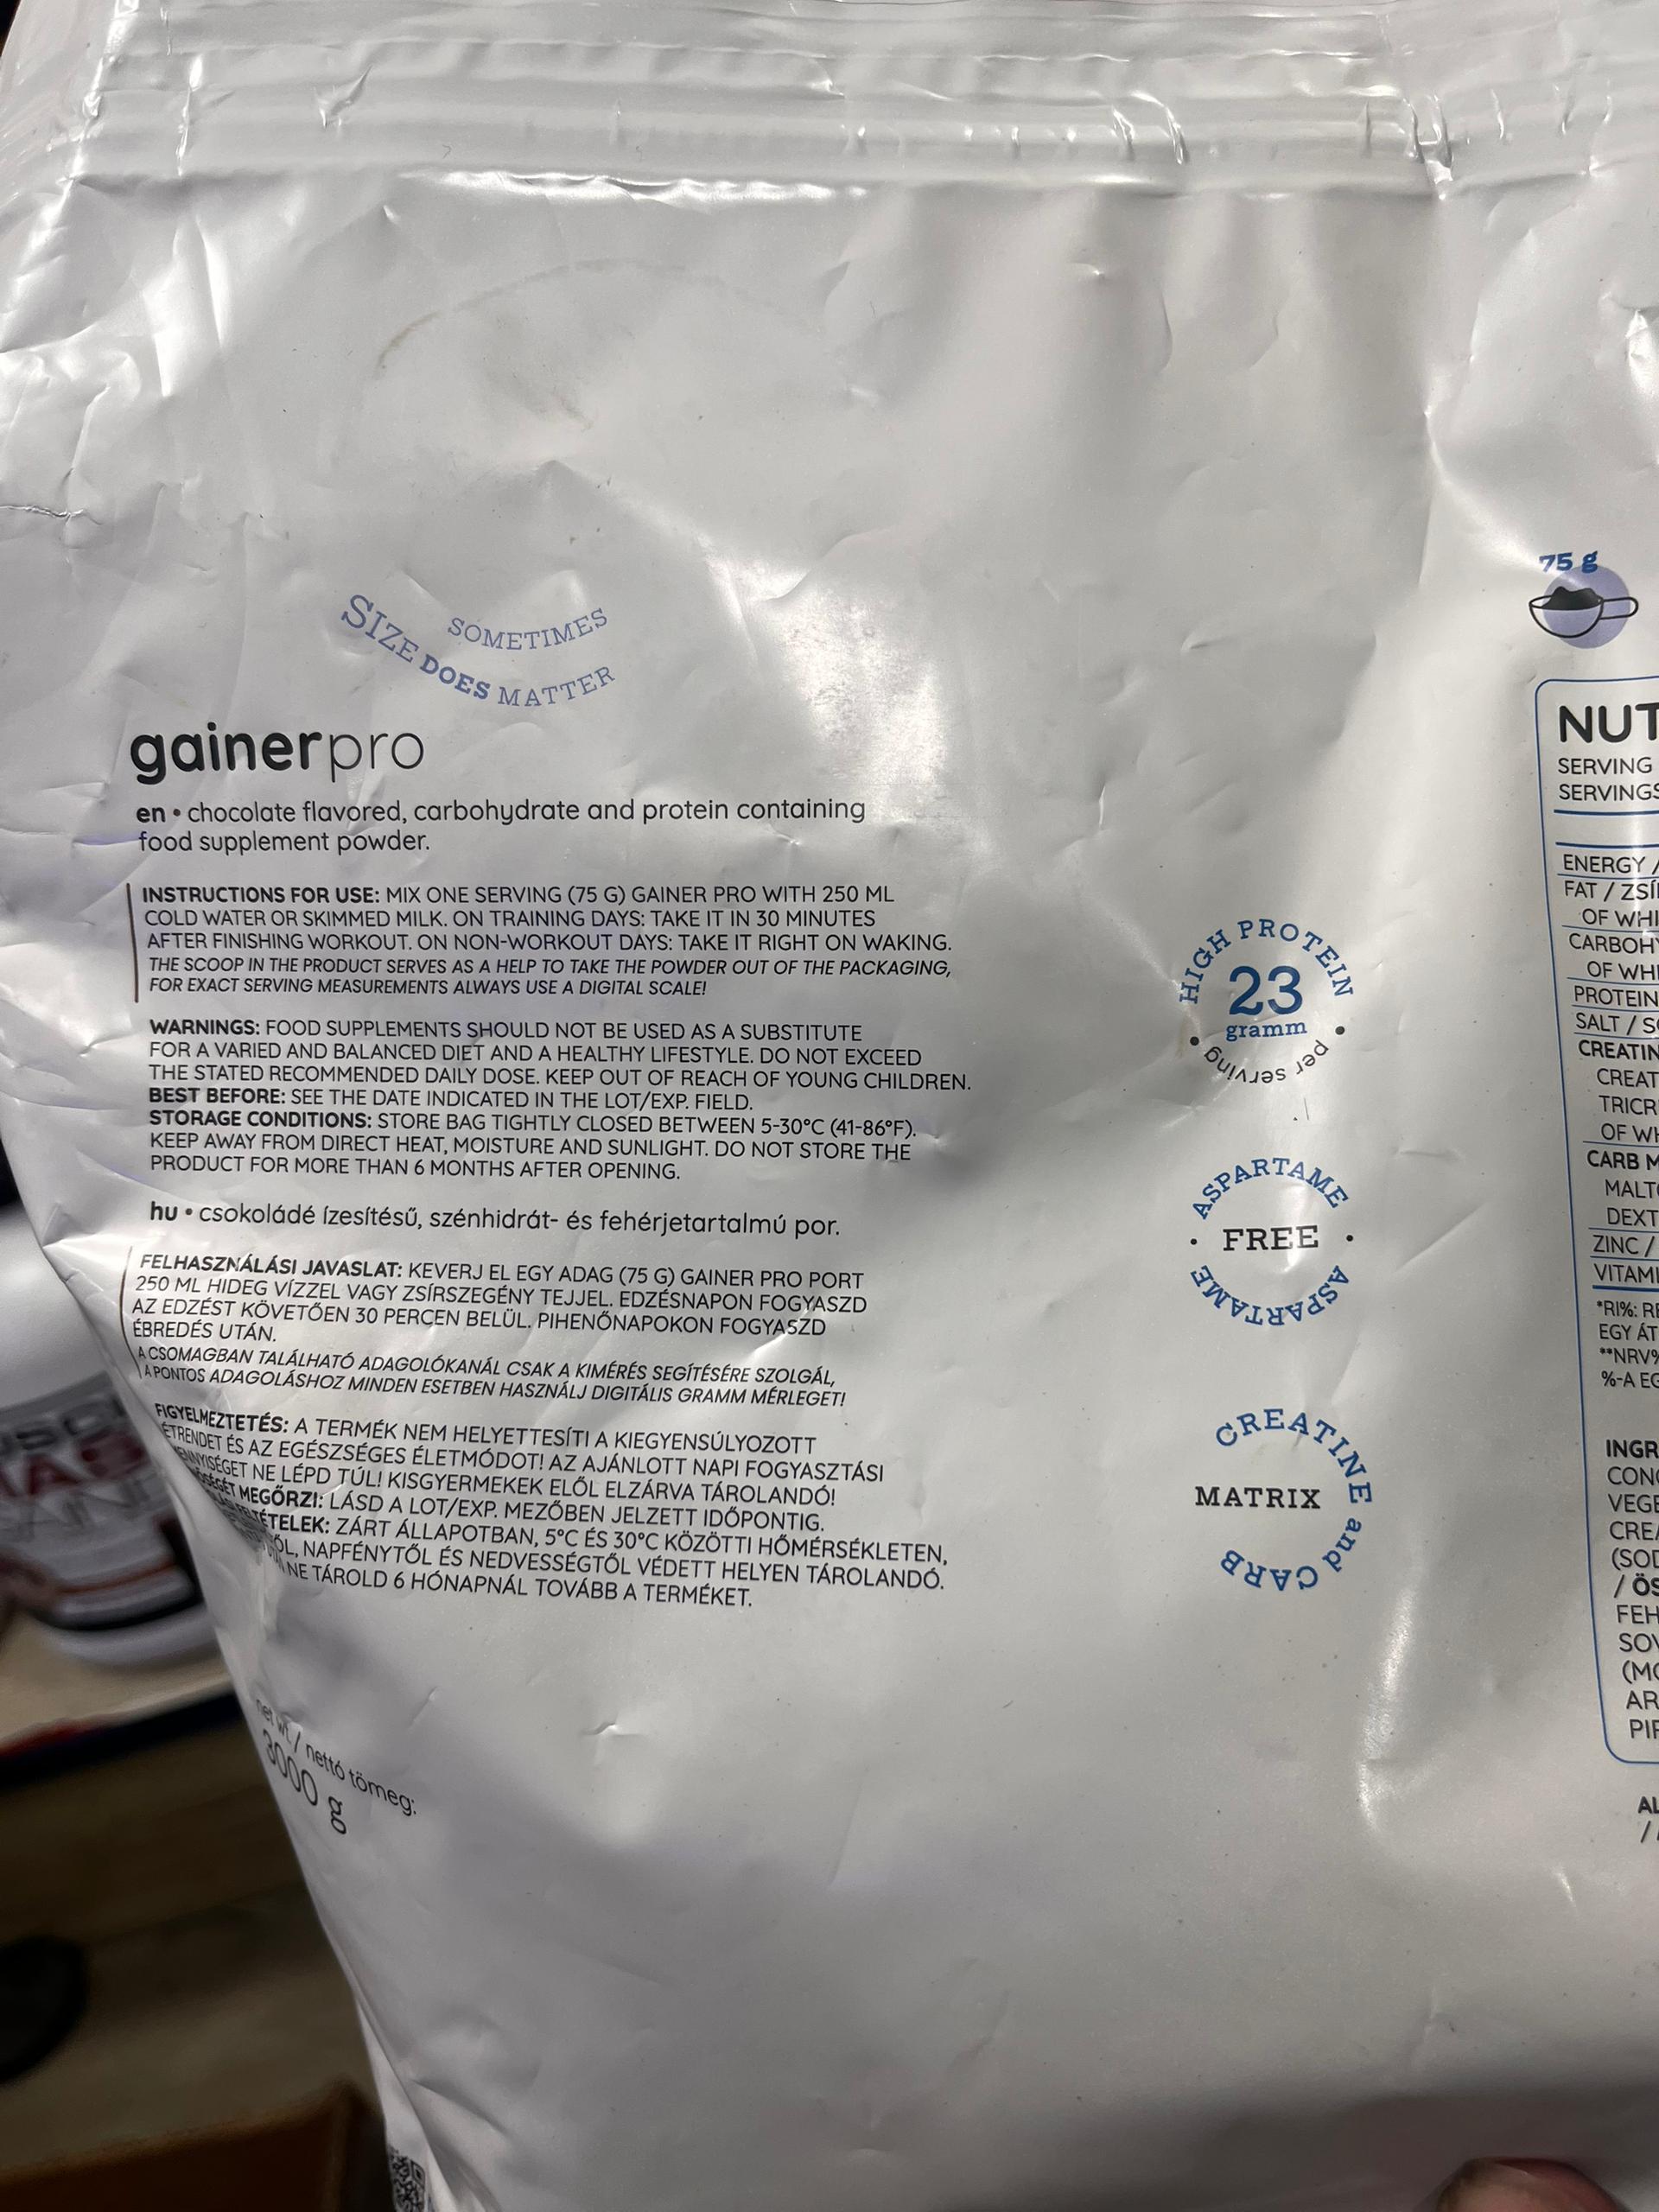 SOMETIMES
SIZE DOES MATTER
gainerpro
en • chocolate flavored, carbohydrate and protein containing
food supplement powder.
INSTRUCTIONS FOR USE: MIX ONE SERVING (75 G) GAINER PRO WITH 250 ML
COLD WATER OR SKIMMED MILK. ON TRAINING DAYS: TAKE IT IN 30 MINUTES
AFTER FINISHING WORKOUT. ON NON-WORKOUT DAYS: TAKE IT RIGHT ON WAKING.
THE SCOOP IN THE PRODUCT SERVES AS A HELP TO TAKE THE POWDER OUT OF THE PACKAGING,
FOR EXACT SERVING MEASUREMENTS ALWAYS USE A DIGITAL SCALE!
WARNINGS: FOOD SUPPLEMENTS SHOULD NOT BE USED AS A SUBSTITUTE
FOR A VARIED AND BALANCED DIET AND A HEALTHY LIFESTYLE. DO NOT EXCEED
THE STATED RECOMMENDED DAILY DOSE. KEEP OUT OF REACH OF YOUNG CHILDREN.
BEST BEFORE: SEE THE DATE INDICATED IN THE LOT/EXP. FIELD.
STORAGE CONDITIONS: STORE BAG TIGHTLY CLOSED BETWEEN 5-30°C (41-86°F).
KEEP AWAY FROM DIRECT HEAT, MOISTURE AND SUNLIGHT. DO NOT STORE THE
PRODUCT FOR MORE THAN 6 MONTHS AFTER OPENING.
hu • csokoládé ízesítésű, szénhidrát- és fehérjetartalmú por.
FELHASZNÁLÁSI JAVASLAT: KEVERJ EL EGY ADAG (75 G) GAINER PRO PORT
250 ML HIDEG VÍZZEL VAGY ZSÍRSZEGÉNY TEJJEL. EDZÉSNAPON FOGYASZD
AZ EDZÉST KÖVETŐEN 30 PERCEN BELÜL. PIHENŐNAPOKON FOGYASZD
ÉBREDÉS UTÁN.
A CSOMAGBAN TALÁLHATÓ ADAGOLÓKANÁL CSAK A KIMÉRÉS SEGÍTÉSÉRE SZOLGÁL,
A PONTOS ADAGOLÁSHOZ MINDEN ESETBEN HASZNÁLJ DIGITÁLIS GRAMM MÉRLEGET!
FIGYELMEZTETÉS: A TERMÉK NEM HELYETTESÍTI A KIEGYENSÚLYOZOTT
ÉTRENDET ÉS AZ EGÉSZSÉGES ÉLETMÓDOT! AZ AJÁNLOTT NAPI FOGYASZTÁSI
NE LÉPD TÚL! KISGYERMEKEK ELŐL ELZÁRVA TÁROLANDÓ!
MEGŐRZI: LÁSD A LOT/EXP. MEZŐBEN JELZETT IDŐPONTIG.
ZÁRT ÁLLAPOTBAN, 5°C ÉS 30°C KÖZÖTTI HŐMÉRSÉKLETEN,
NAPFÉNYTŐL ÉS NEDVESSÉGTŐL VÉDETT HELYEN TÁROLANDÓ.
NE TÁROLD 6 HÓNAPNÁL TOVÁBB A TERMÉKET.
net wt. / nettó tömeg:
3000 g
HIGH PROTEIN
23
gramm
per serving
ASPARTAME
FREE
ASPARTAME
CREATINE and CARB
MATRIX
75 g
NUT
SERVING
SERVINGS
ENERGY /
FAT / ZSÍ
OF WHI
CARBOH
OF WHI
PROTEIN
SALT / S
CREATIN
CREAT
TRICR
OF WH
CARB M
MALT
DEXT
ZINC /
VITAMI
*RI%: RE
EGY ÁT
**NRV%
%-A EG
INGR
CONC
VEGE
CREA
(SOD
/ ÖS
FEH
SOV
(MO
AR
PIR
AL
/